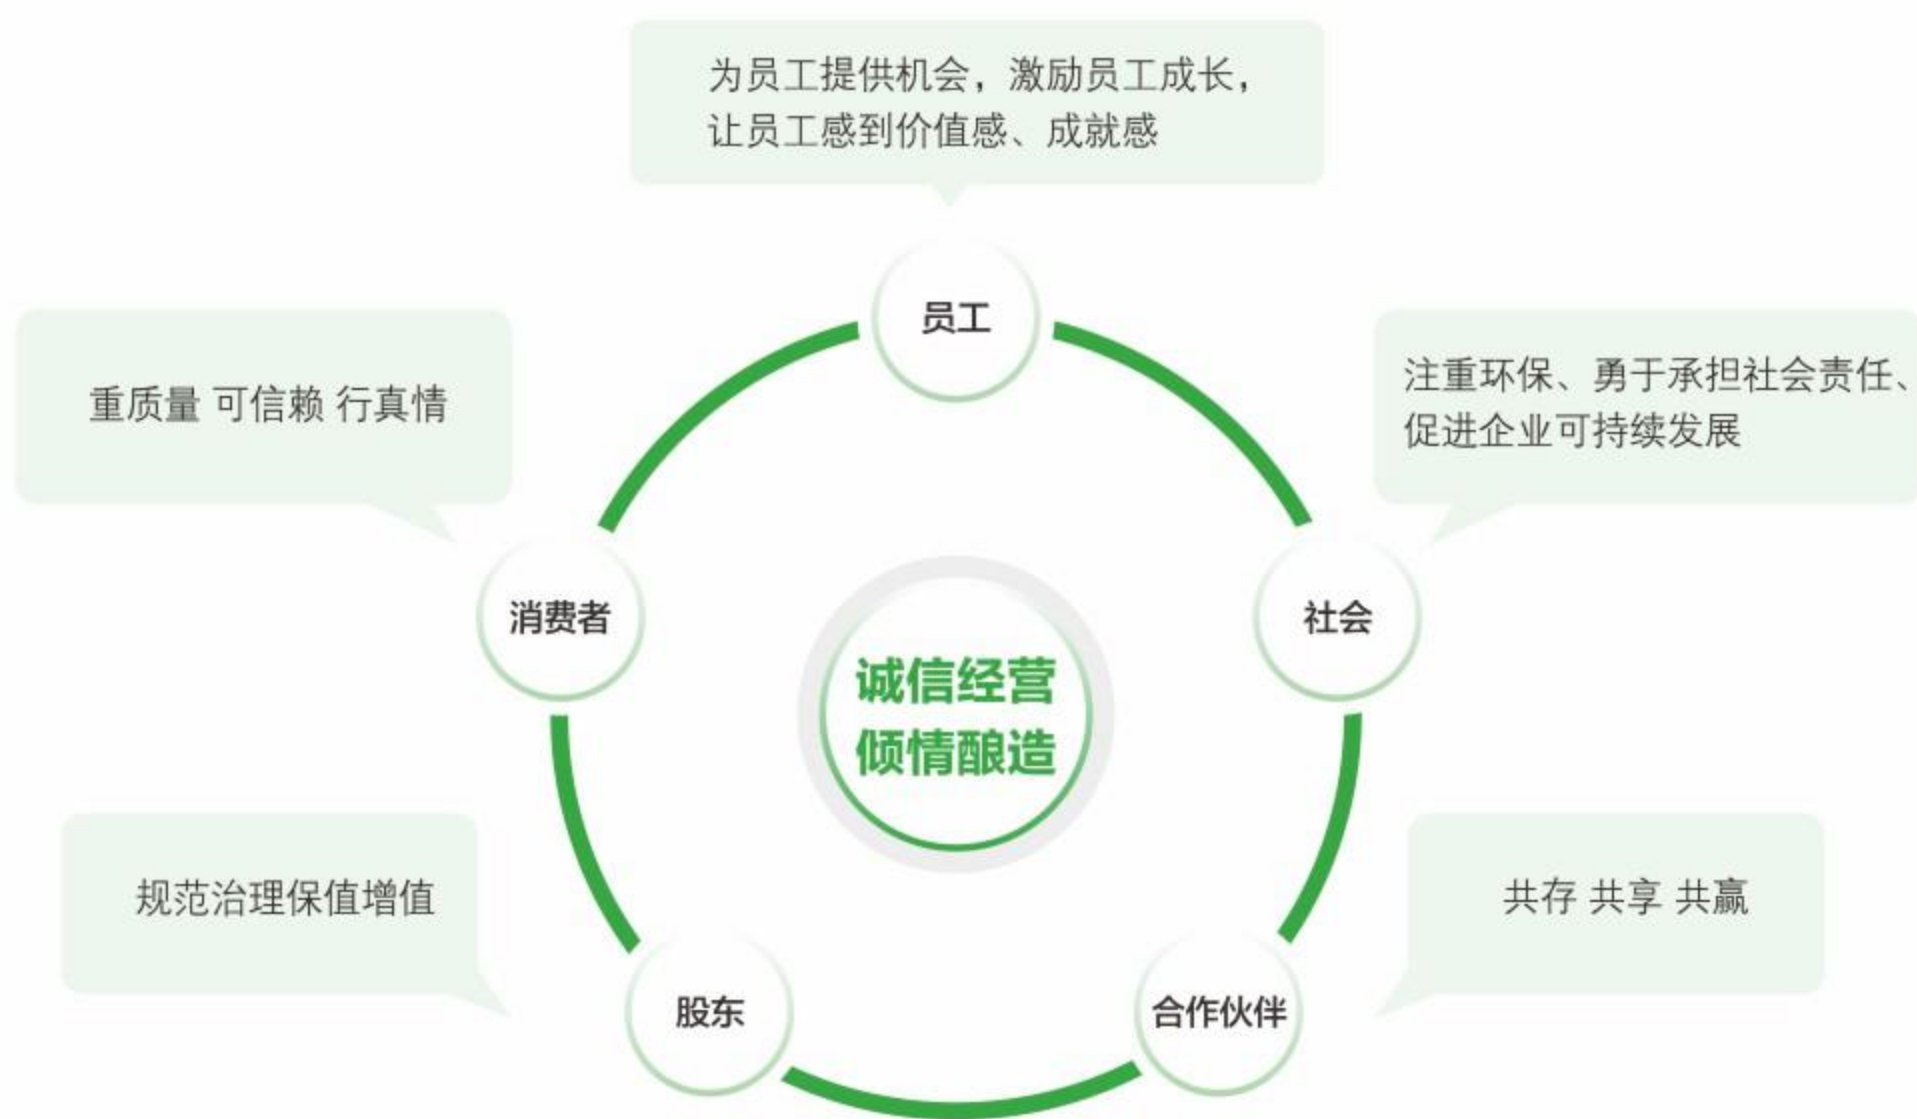 为员工提供机会，激励员工成长，
让员工感到价值感、成就感
员工
重质量 可信赖 行真情
注重环保、勇于承担社会责任、
促进企业可持续发展
消费者
社会
诚信经营
倾情酿造
规范治理保值增值
共存 共享 共赢
股东
合作伙伴